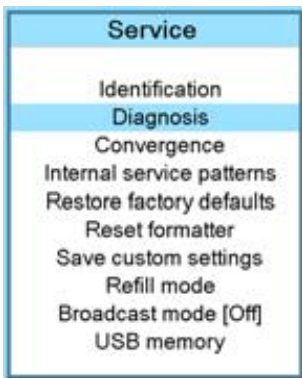 Service
Identification
Diagnosis
Convergence
Internal service patterns
Restore factory defaults
Reset formatter
Save custom settings
Refill mode
Broadcast mode [Off]
USB memory